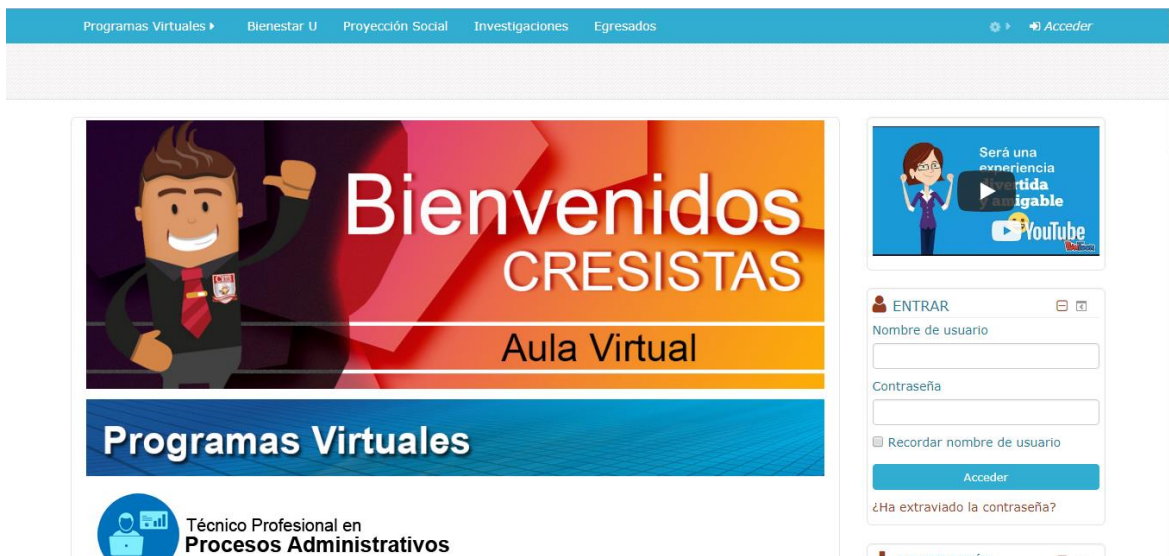 Programas Virtuales
Bienestar U
Proyección Social
Investigaciones
Egresados
Acceder
Bienvenidos
CRESISTAS
Aula Virtual
Programas Virtuales
Técnico Profesional en
Procesos Administrativos
Será una
experiencia
divertida
y amigable
YouTube
ENTRAR
Nombre de usuario
Contraseña
Recordar nombre de usuario
Acceder
¿Ha extraviado la contraseña?